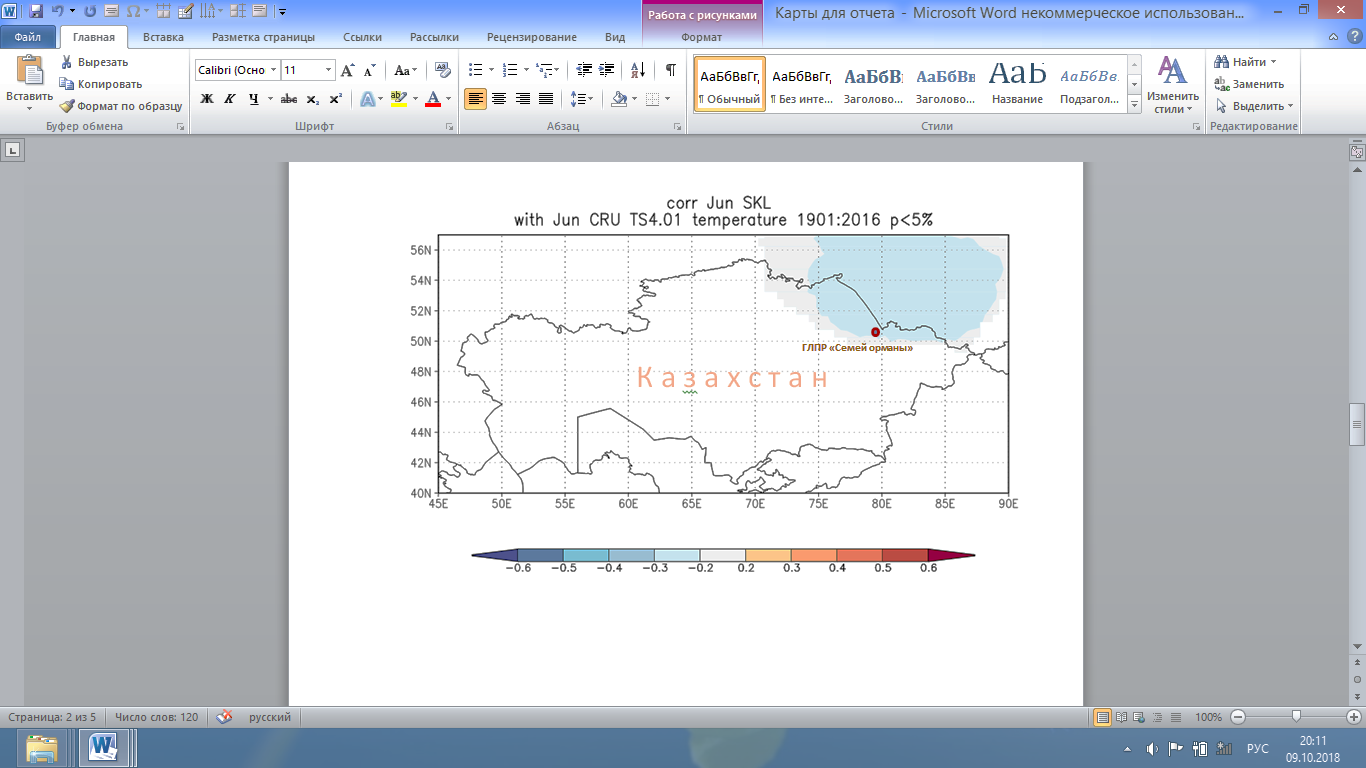 Работа с рисунками
Карты для отчета - Microsoft Word некоммерческое использован...
Файл
Главная
Вставка
Разметка страницы
Ссылки
Рассылки
Рецензирование
Вид
Формат
Вставить
Вырезать
Копировать
Формат по образцу
Буфер обмена
Calibri (Осно
11
Шрифт
Абзац
АаБбВвГг,
¶ Обычный
АаБбВвГг,
¶ Без инте...
АаБбВ
Заголово...
АаБбВв
Заголово...
АаБ
Название
АаБбВв.
Подзагол...
Стили
Изменить
стили
Найти
Заменить
Выделить
Редактирование
corr Jun SKL
with Jun CRU TS4.01 temperature 1901:2016 p<5%
56N
54N
52N
50N
48N
46N
44N
42N
40N
ГЛПР «Семей орманы»
Казахстан
45E 50E 55E 60E 65E 70E 75E 80E 85E 90E
-0.6 -0.5 -0.4 -0.3 -0.2 0.2 0.3 0.4 0.5 0.6
Страница: 2 из 5
Число слов: 120
русский
100%
РУС
20:11
09.10.2018